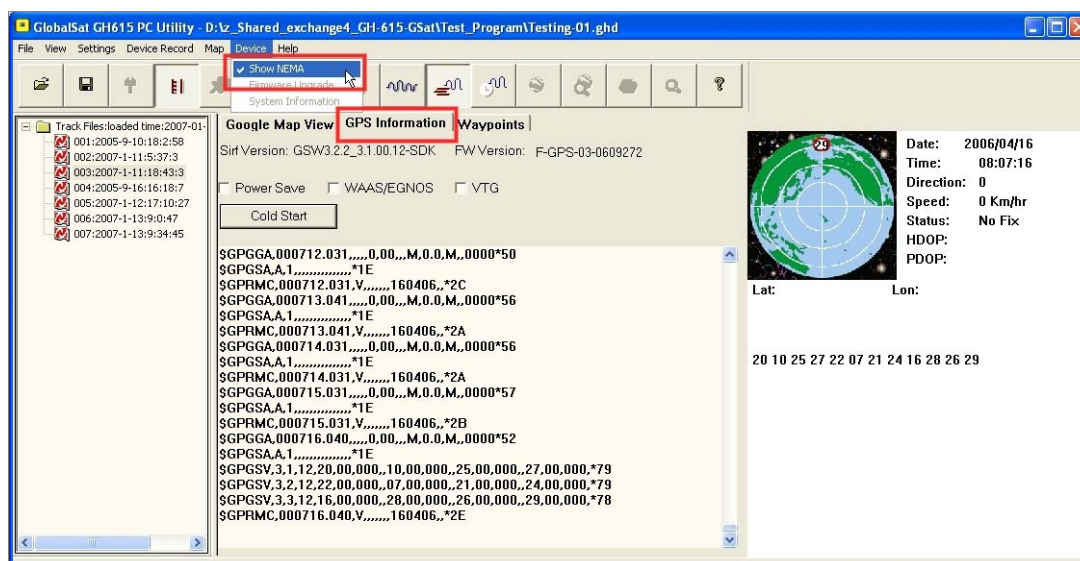 GlobalSat GH615 PC Utility - D:\z_Shared_exchange4_GH-615-GSat\Test_Program\Testing-01.ghd
File View Settings Device Record Map Device Help
Show NEMA
Firmware Upgrade
System Information
Track Files:loaded time:2007-01-
001:2005-9-10:18:2:58
002:2007-1-11:5:37:3
003:2007-1-11:18:43:3
004:2005-9-16:16:18:7
005:2007-1-12:17:10:27
006:2007-1-13:9:0:47
007:2007-1-13:9:34:45
Google Map View GPS Information Waypoints
Sirf Version: GSW3.2.2_3.1.00.12-SDK FW Version: F-GPS-03-0609272
Power Save WAAS/EGNOS VTG
Cold Start
$GPGGA,000712.031,,,,,0,00,,,M,0.0,M,,0000*50
$GPGSA,A,1,,,,,,,,,,,,,,,*1E
$GPRMC,000712.031,V,,,,,,,160406,,*2C
$GPGGA,000713.041,,,,,0,00,,,M,0.0,M,,0000*56
$GPGSA,A,1,,,,,,,,,,,,,,,*1E
$GPRMC,000713.041,V,,,,,,,160406,,*2A
$GPGGA,000714.031,,,,,0,00,,,M,0.0,M,,0000*56
$GPGSA,A,1,,,,,,,,,,,,,,,*1E
$GPRMC,000714.031,V,,,,,,,160406,,*2A
$GPGGA,000715.031,,,,,0,00,,,M,0.0,M,,0000*57
$GPGSA,A,1,,,,,,,,,,,,,,,*1E
$GPRMC,000715.031,V,,,,,,,160406,,*2B
$GPGGA,000716.040,,,,,0,00,,,M,0.0,M,,0000*52
$GPGSA,A,1,,,,,,,,,,,,,,,*1E
$GPGSV,3,1,12,20,00,000,,10,00,000,,25,00,000,,27,00,000,*79
$GPGSV,3,2,12,22,00,000,,07,00,000,,21,00,000,,24,00,000,*79
$GPGSV,3,3,12,16,00,000,,28,00,000,,26,00,000,,29,00,000,*78
$GPRMC,000716.040,V,,,,,,,160406,,*2E
29
Date: 2006/04/16
Time: 08:07:16
Direction: 0
Speed: 0 Km/hr
Status: No Fix
HDOP:
PDOP:
Lat: Lon:
20 10 25 27 22 07 21 24 16 28 26 29